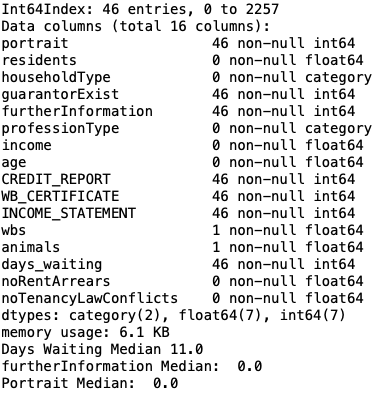 Int64Index: 46 entries, 0 to 2257
Data columns (total 16 columns):
portrait 46 non-null int64
residents 0 non-null float64
householdType 0 non-null category
guarantorExist 46 non-null int64
furtherInformation 46 non-null int64
professionType 0 non-null category
income 0 non-null float64
age 0 non-null float64
CREDIT_REPORT 46 non-null int64
WB_CERTIFICATE 46 non-null int64
INCOME_STATEMENT 46 non-null int64
wbs 1 non-null float64
animals 1 non-null float64
days_waiting 46 non-null int64
noRentArrears 0 non-null float64
noTenancyLawConflicts 0 non-null float64
dtypes: category(2), float64(7), int64(7)
memory usage: 6.1 KB
Days Waiting Median 11.0
furtherInformation Median: 0.0
Portrait Median: 0.0